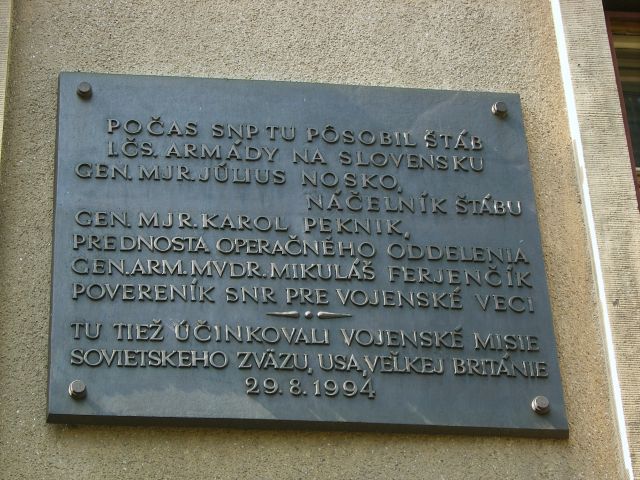 POČAS SNP TU PÔSOBIL ŠTÁB
I.ČS. ARMÁDY NA SLOVENSKU
GEN. MJR. JÚLIUS NOSKO,
NÁČELNÍK ŠTÁBU
GEN. MJR. KAROL PEKNIK,
PREDNOSTA OPERAČNÉHO ODDELENIA
GEN. ARM. MVDR. MIKULÁŠ FERJENČÍK
POVERENÍK SNR PRE VOJENSKÉ VECI
TU TIEŽ ÚČINKOVALI VOJENSKÉ MISIE
SOVIETSKEHO ZVÄZU, USA, VEĽKEJ BRITÁNIE
29.8.1994